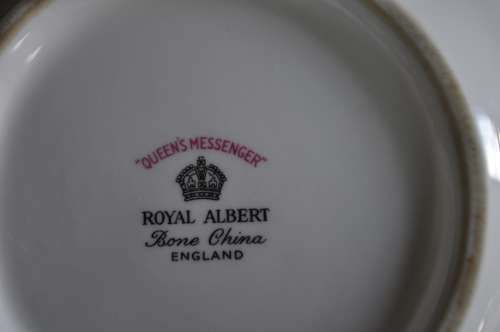 "QUEEN'S MESSENGER"
ROYAL ALBERT
Bone China
ENGLAND